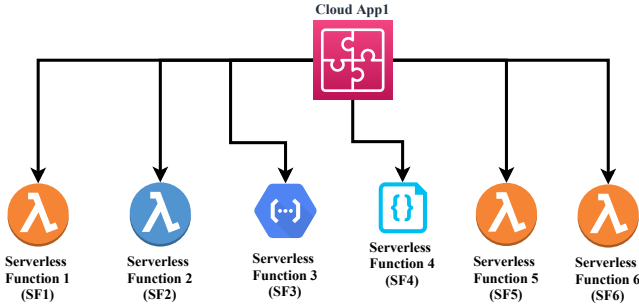 Cloud App1
Serverless
Function 1
(SF1)
Serverless
Function 2
(SF2)
Serverless
Function 3
(SF3)
Serverless
Function 4
(SF4)
Serverless
Function 5
(SF5)
Serverless
Function 6
(SF6)